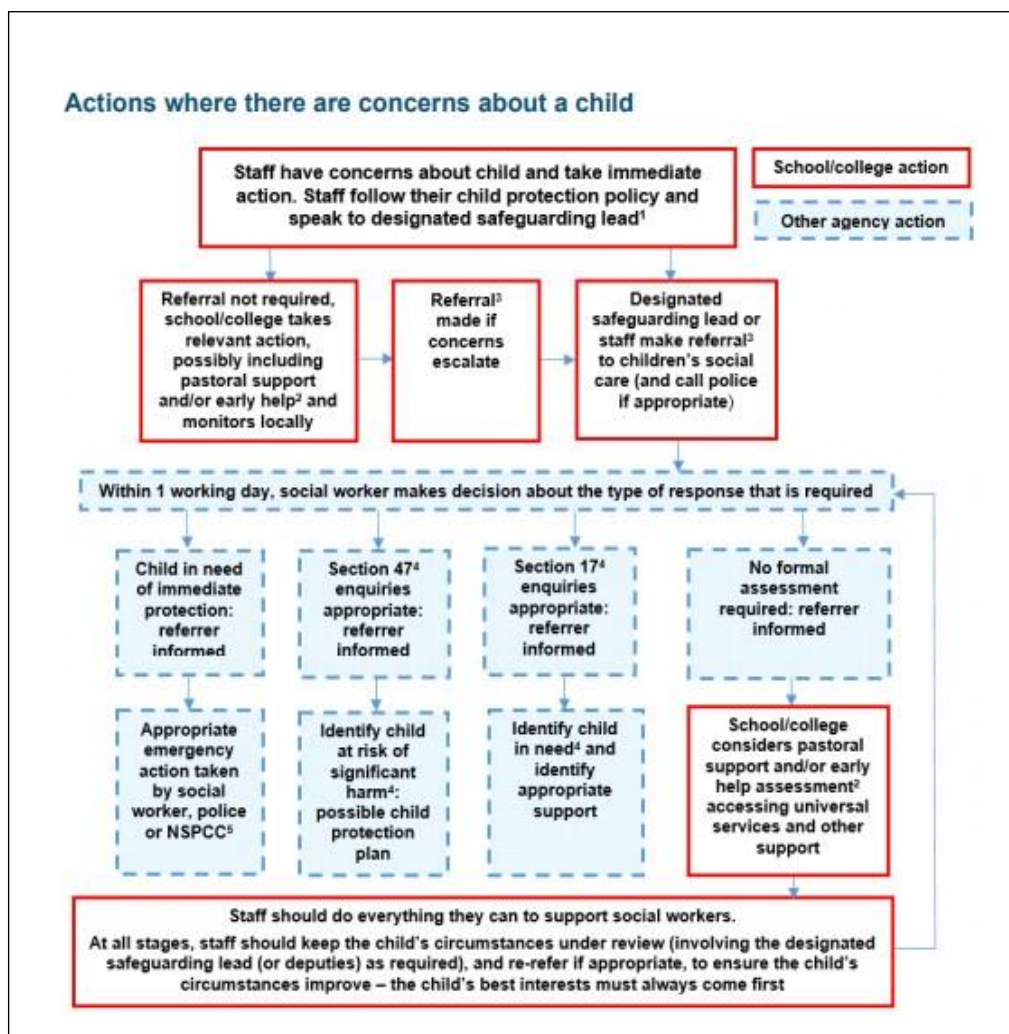 Actions where there are concerns about a child
Staff have concerns about child and take immediate
action. Staff follow their child protection policy and
speak to designated safeguarding lead¹
School/college action
Other agency action
Referral not required,
school/college takes
relevant action,
possibly including
pastoral support
and/or early help² and
monitors locally
Referral³
made if
concerns
escalate
Designated
safeguarding lead or
staff make referral³
to children's social
care (and call police
if appropriate)
Within 1 working day, social worker makes decision about the type of response that is required
Child in need
of immediate
protection:
referrer
informed
Section 47⁴
enquiries
appropriate:
referrer
informed
Section 17⁴
enquiries
appropriate:
referrer
informed
No formal
assessment
required: referrer
informed
Appropriate
emergency
action taken
by social
worker, police
or NSPCC⁵
Identify child
at risk of
significant
harm⁴:
possible child
protection
plan
Identify child
in need⁴ and
identify
appropriate
support
School/college
considers pastoral
support and/or early
help assessment²
accessing universal
services and other
support
Staff should do everything they can to support social workers.
At all stages, staff should keep the child's circumstances under review (involving the designated
safeguarding lead (or deputies) as required), and re-refer if appropriate, to ensure the child's
circumstances improve – the child's best interests must always come first